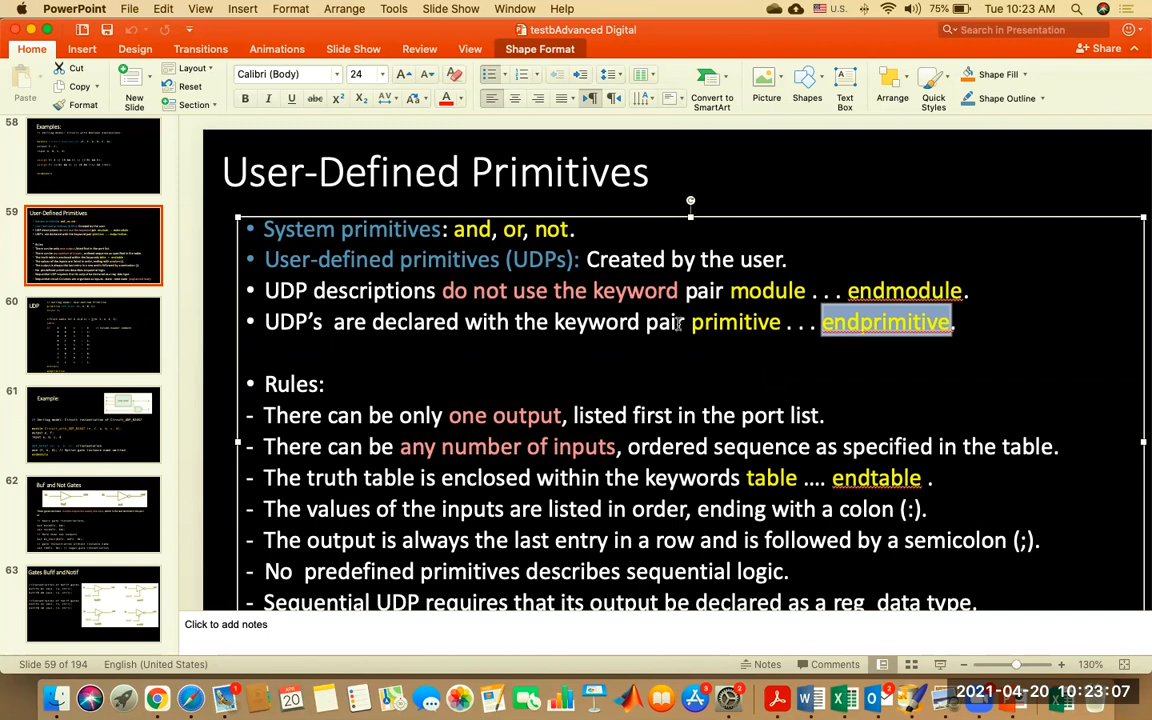 PowerPoint File Edit View Insert Format Arrange Tools Slide Show Window Help U.S. 75% Tue 10:23 AM
testbAdvanced Digital Search in Presentation
Home Insert Design Transitions Animations Slide Show Review View Shape Format Share
Paste Cut Copy Format New Slide Layout Reset Section Calibri (Body) 24 Convert to SmartArt Picture Shapes Text Box Arrange Quick Styles Shape Fill Shape Outline
58
Examples:
59
User-Defined Primitives
60
UDP
61
Example:
62
Buf and Not Gates
63
Gates Bufif and Notif
User-Defined Primitives
• System primitives: and, or, not.
• User-defined primitives (UDPs): Created by the user.
• UDP descriptions do not use the keyword pair module . . . endmodule.
• UDP’s are declared with the keyword pair primitive . . . endprimitive.
• Rules:
- There can be only one output, listed first in the port list.
- There can be any number of inputs, ordered sequence as specified in the table.
- The truth table is enclosed within the keywords table .... endtable .
- The values of the inputs are listed in order, ending with a colon (:).
- The output is always the last entry in a row and is followed by a semicolon (;).
- No predefined primitives describes sequential logic.
- Sequential UDP requires that its output be declared as a reg data type.
Click to add notes
Slide 59 of 194 English (United States) Notes Comments 130%
APR 20
2021-04-20 10:23:07